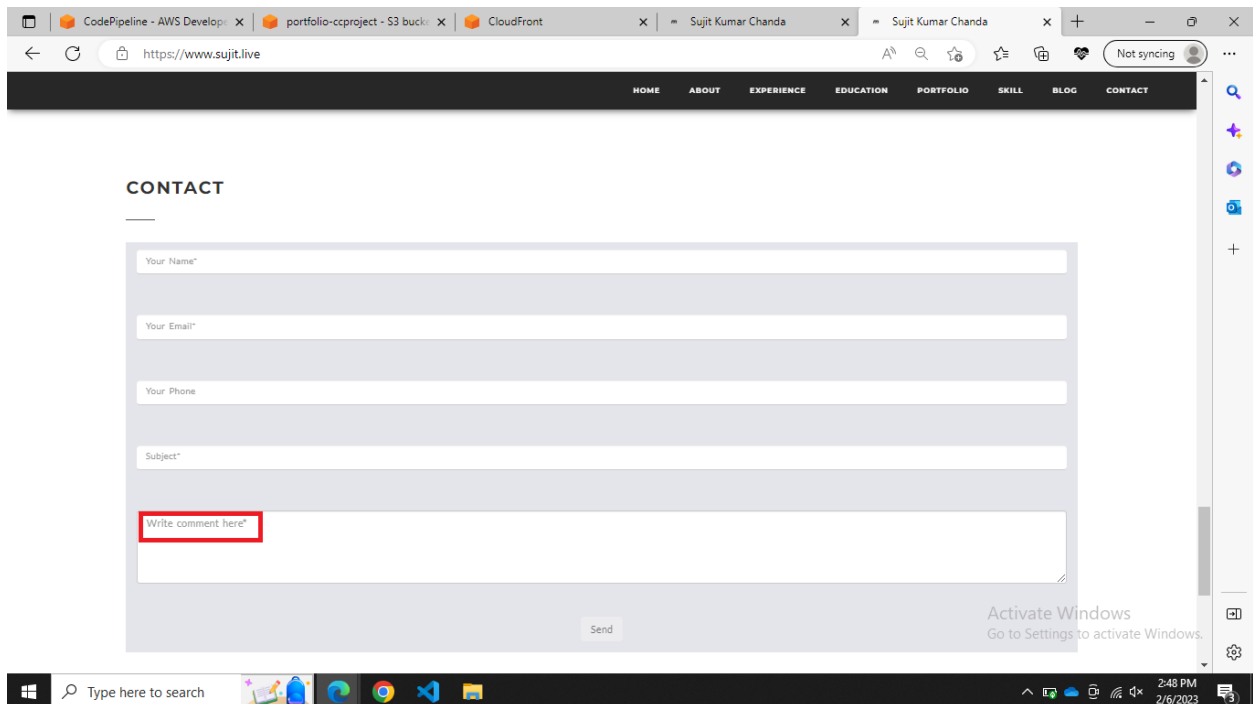 CodePipeline - AWS Develope
portfolio-ccproject - S3 bucke
CloudFront
Sujit Kumar Chanda
Sujit Kumar Chanda
https://www.sujit.live
Not syncing
HOME ABOUT EXPERIENCE EDUCATION PORTFOLIO SKILL BLOG CONTACT
CONTACT
Your Name*
Your Email*
Your Phone
Subject*
Write comment here*
Send
Activate Windows
Go to Settings to activate Windows.
Type here to search
2:48 PM
2/6/2023
3